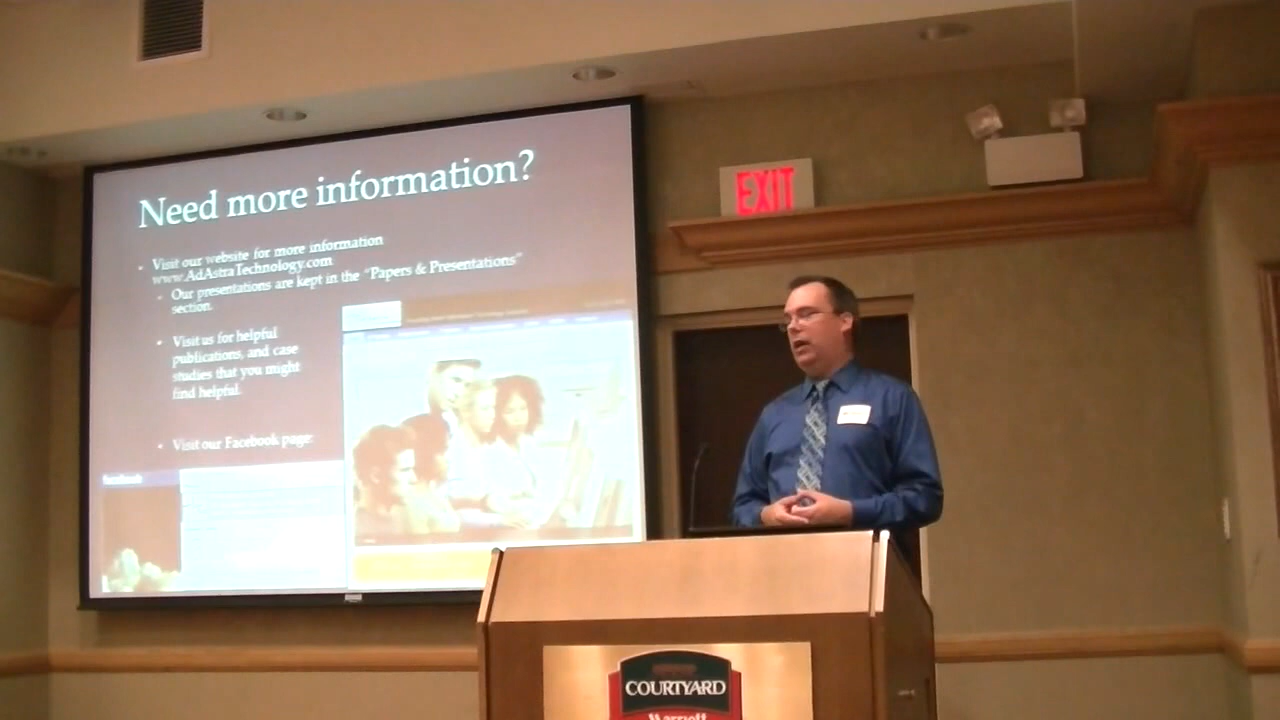 Need more information?
Visit our website for more information
www.AdAstraTechnology.com
Our presentations are kept in the "Papers & Presentations"
section.
Visit us for helpful
publications, and case
studies that you might
find helpful.
Visit our Facebook page:
facebook
EXIT
COURTYARD
Marriott